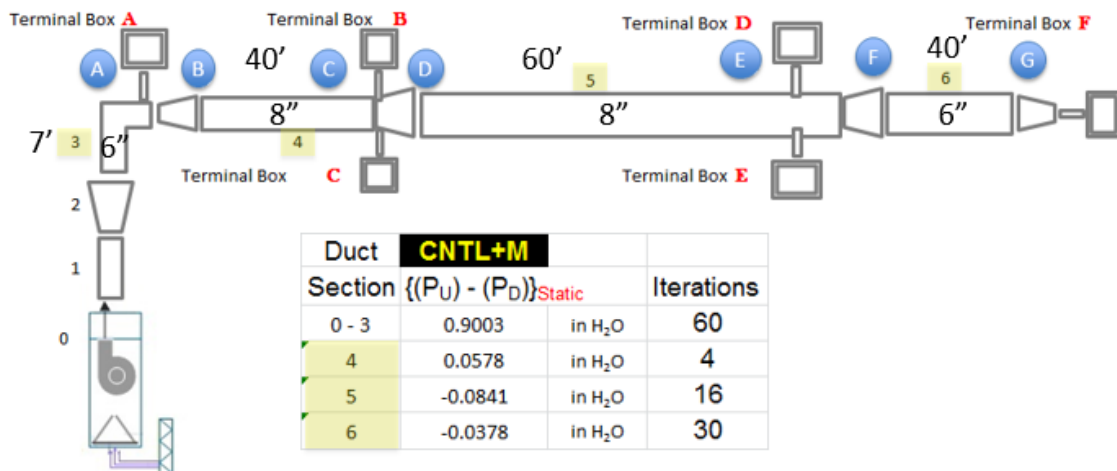 Terminal Box A
Terminal Box B
Terminal Box D
Terminal Box F
A
B
40’
C
D
60’
E
F
40’
G
5
6
7’
3
6”
8”
8”
6”
4
Terminal Box C
Terminal Box E
2
1
0
Duct CNTL+M
Section {(PU) - (PD)}Static Iterations
0 - 3 0.9003 in H2O 60
4 0.0578 in H2O 4
5 -0.0841 in H2O 16
6 -0.0378 in H2O 30